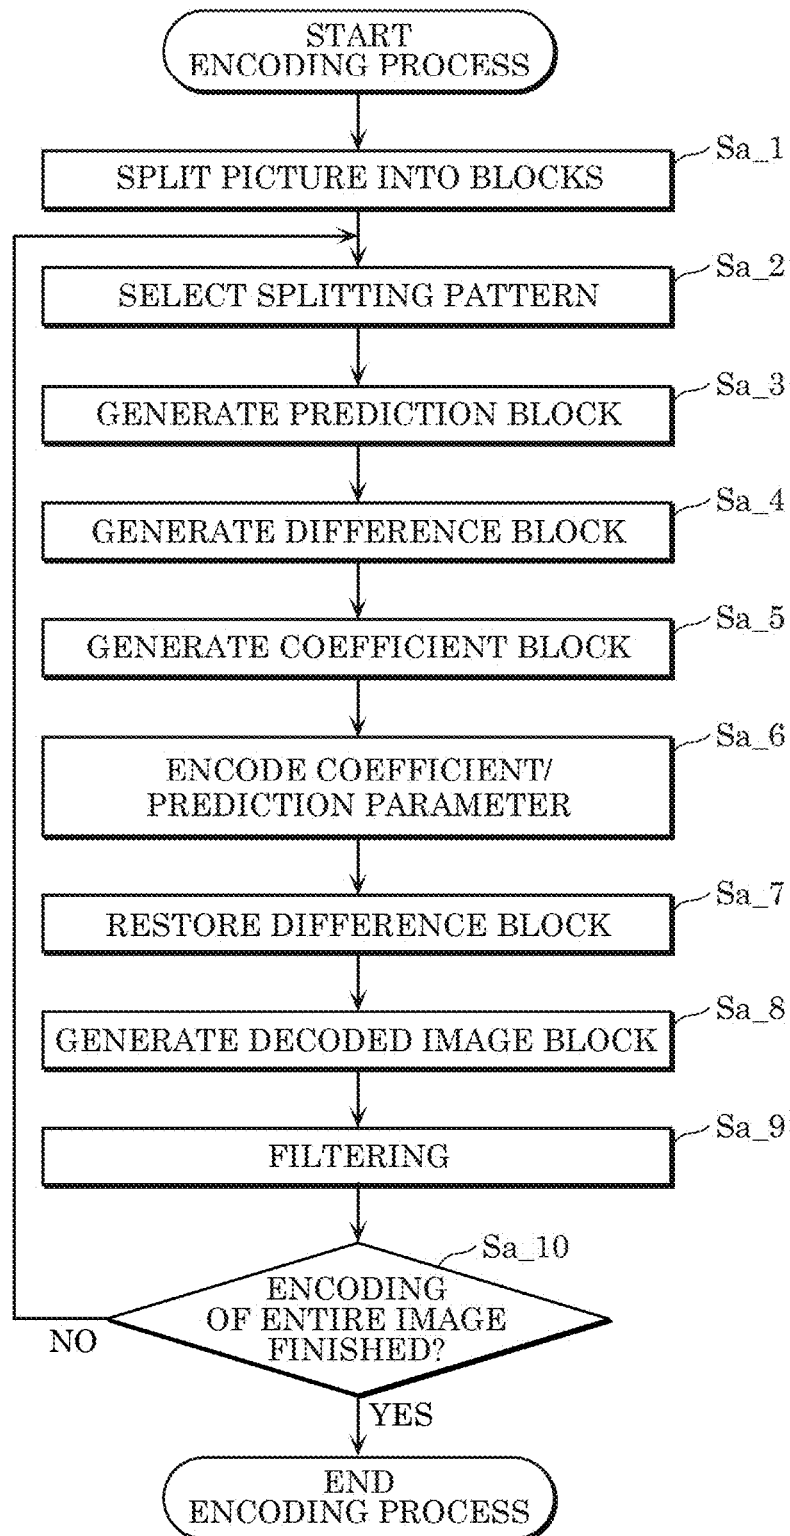 START
ENCODING PROCESS
Sa_1
SPLIT PICTURE INTO BLOCKS
Sa_2
SELECT SPLITTING PATTERN
Sa_3
GENERATE PREDICTION BLOCK
Sa_4
GENERATE DIFFERENCE BLOCK
Sa_5
GENERATE COEFFICIENT BLOCK
Sa_6
ENCODE COEFFICIENT/
PREDICTION PARAMETER
Sa_7
RESTORE DIFFERENCE BLOCK
Sa_8
GENERATE DECODED IMAGE BLOCK
Sa_9
FILTERING
Sa_10
ENCODING
OF ENTIRE IMAGE
FINISHED?
NO
YES
END
ENCODING PROCESS